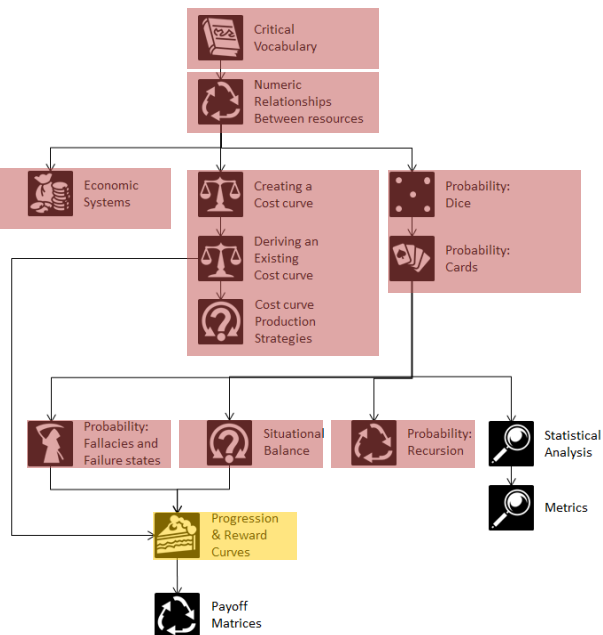 Critical
Vocabulary
Numeric
Relationships
Between resources
Economic
Systems
Creating a
Cost curve
Probability:
Dice
Deriving an
Existing
Cost curve
Probability:
Cards
Cost curve
Production
Strategies
Probability:
Fallacies and
Failure states
Situational
Balance
Probability:
Recursion
Statistical
Analysis
Metrics
Progression
& Reward
Curves
Payoff
Matrices